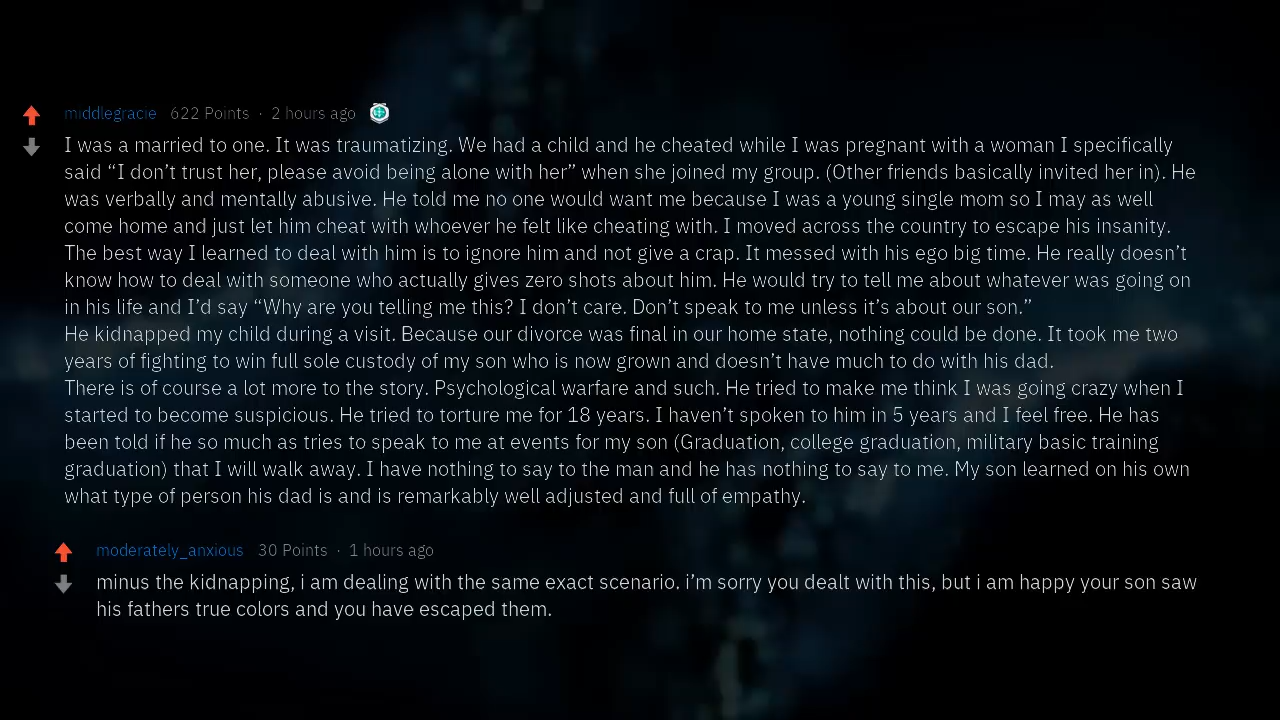 middlegracie 622 Points · 2 hours ago
I was a married to one. It was traumatizing. We had a child and he cheated while I was pregnant with a woman I specifically
said “I don’t trust her, please avoid being alone with her” when she joined my group. (Other friends basically invited her in). He
was verbally and mentally abusive. He told me no one would want me because I was a young single mom so I may as well
come home and just let him cheat with whoever he felt like cheating with. I moved across the country to escape his insanity.
The best way I learned to deal with him is to ignore him and not give a crap. It messed with his ego big time. He really doesn’t
know how to deal with someone who actually gives zero shots about him. He would try to tell me about whatever was going on
in his life and I’d say “Why are you telling me this? I don’t care. Don’t speak to me unless it’s about our son.”
He kidnapped my child during a visit. Because our divorce was final in our home state, nothing could be done. It took me two
years of fighting to win full sole custody of my son who is now grown and doesn’t have much to do with his dad.
There is of course a lot more to the story. Psychological warfare and such. He tried to make me think I was going crazy when I
started to become suspicious. He tried to torture me for 18 years. I haven’t spoken to him in 5 years and I feel free. He has
been told if he so much as tries to speak to me at events for my son (Graduation, college graduation, military basic training
graduation) that I will walk away. I have nothing to say to the man and he has nothing to say to me. My son learned on his own
what type of person his dad is and is remarkably well adjusted and full of empathy.
moderately_anxious 30 Points · 1 hours ago
minus the kidnapping, i am dealing with the same exact scenario. i’m sorry you dealt with this, but i am happy your son saw
his fathers true colors and you have escaped them.